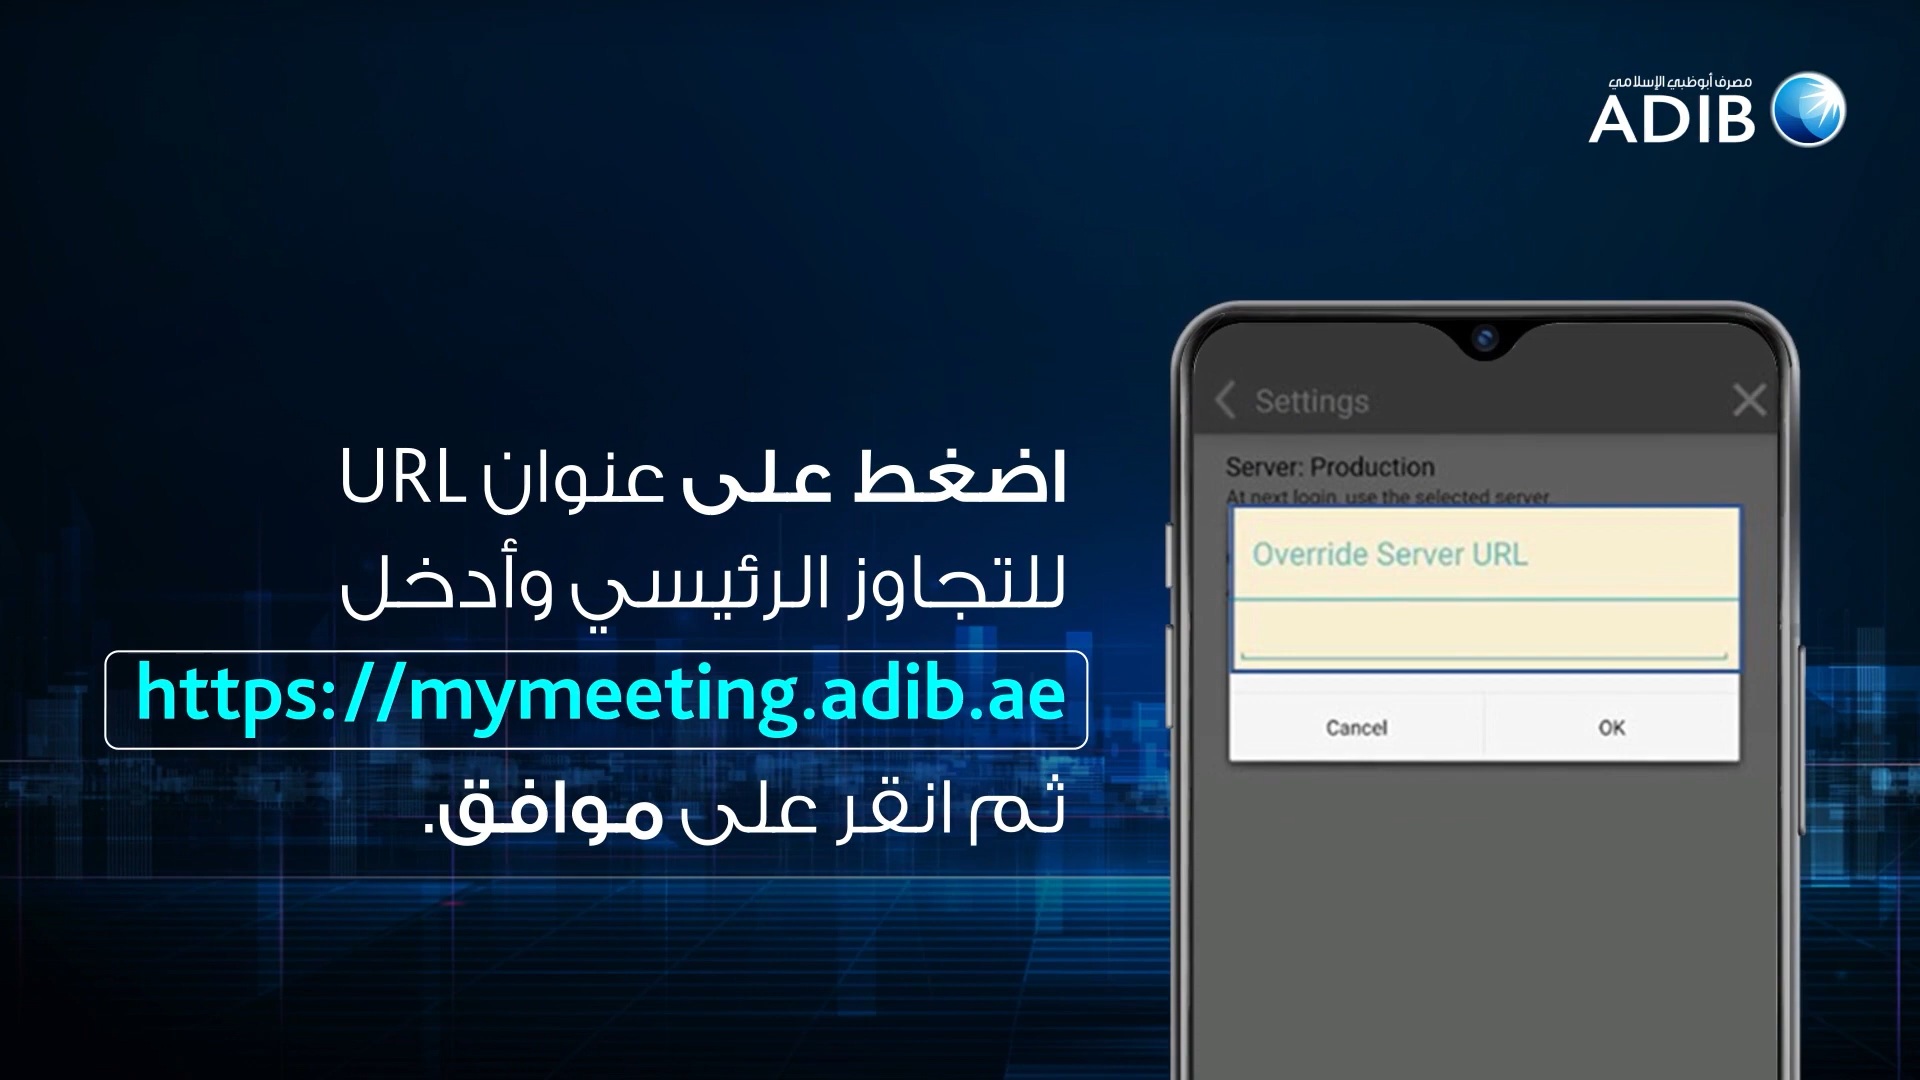 مصرف أبوظبي الإسلامي
ADIB
اضغط على عنوان URL
للتجاوز الرئيسي وأدخل
https://mymeeting.adib.ae
ثم انقر على موافق.
Settings
Server: Production
At next login, use the selected server.
Override Server URL
Cancel
OK